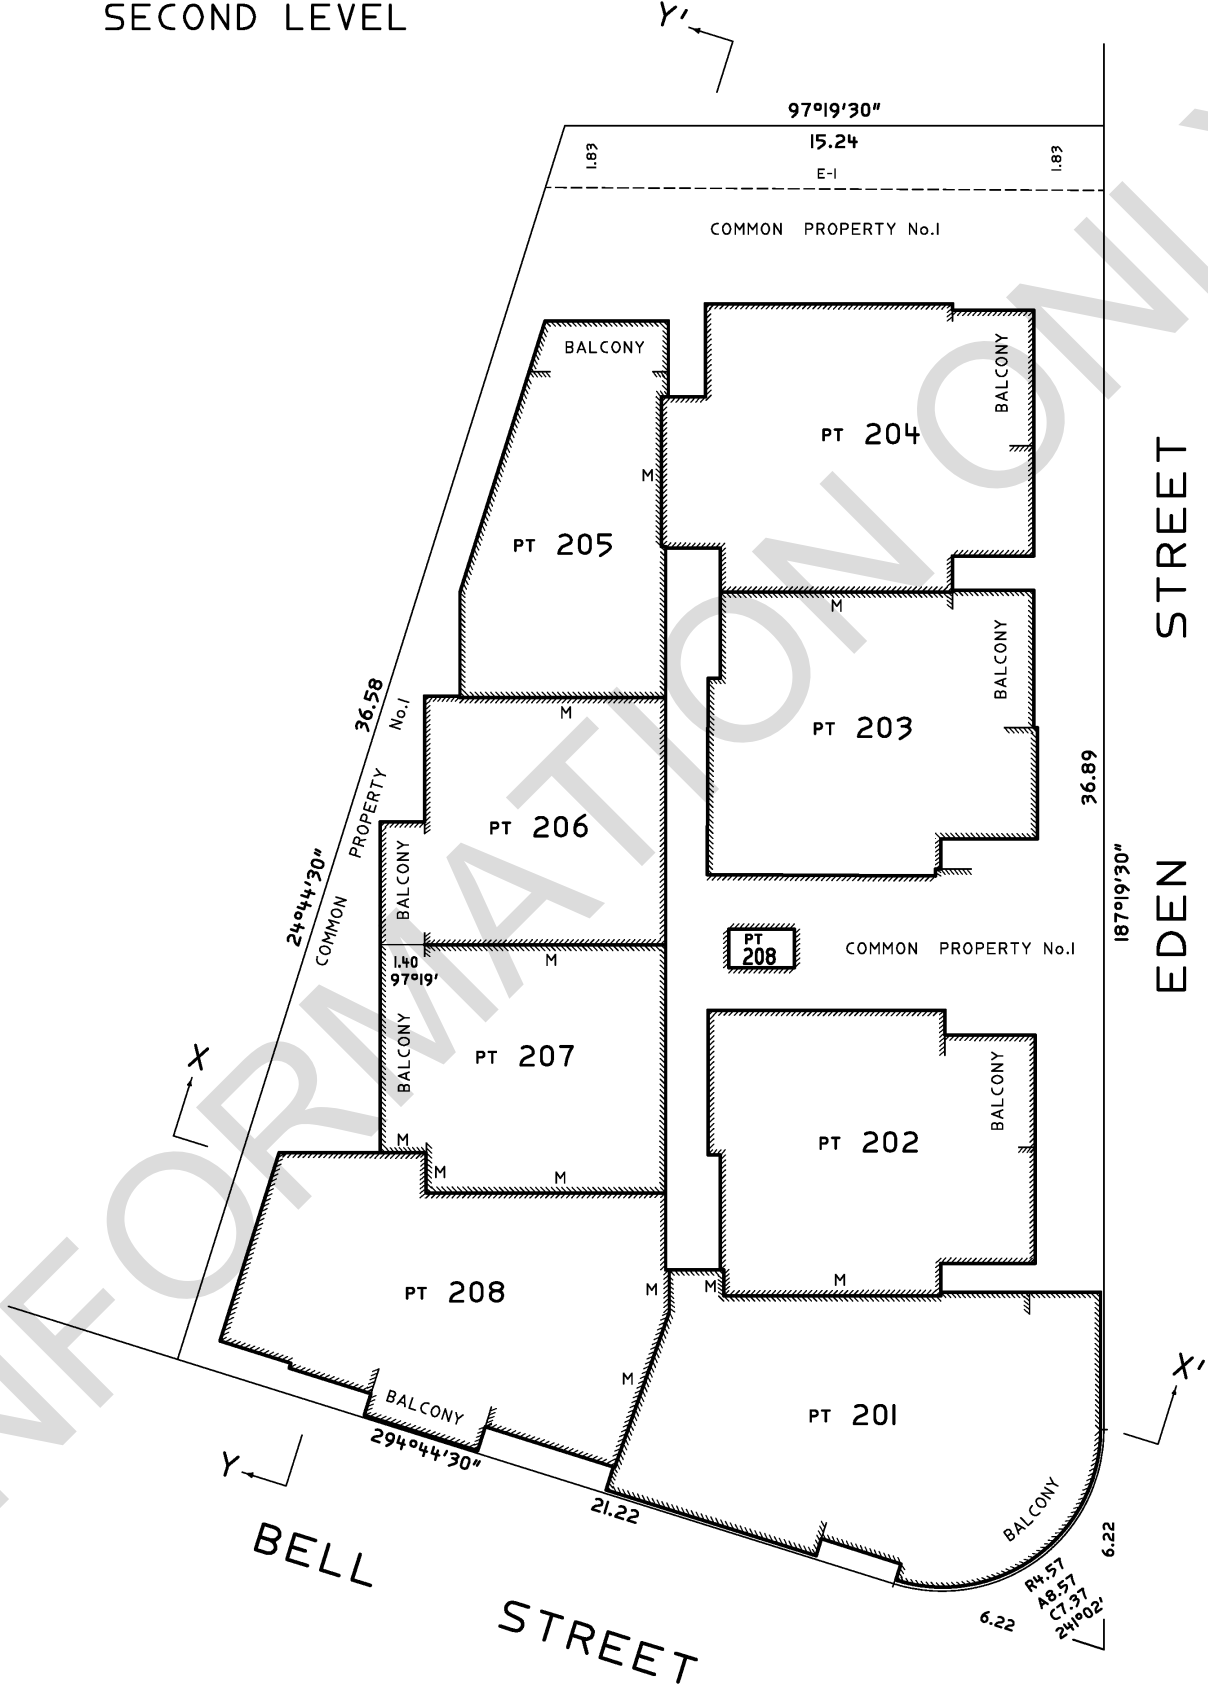 SECOND LEVEL
Y'
97°19'30"
15.24
1.83
1.83
E-1
COMMON PROPERTY No.1
BALCONY
BALCONY
PT 204
M
PT 205
STREET
M
BALCONY
36.58
No.1
M
PT 203
36.89
PROPERTY
PT 206
BALCONY
24°44'30"
COMMON
187°19'30"
EDEN
PT
208
COMMON PROPERTY No.1
1.40
97°19'
M
BALCONY
PT 207
X
BALCONY
PT 202
M
M
M
M
M
M
PT 208
M
X'
BALCONY
PT 201
294°44'30"
Y
21.22
BALCONY
6.22
BELL
STREET
R4.57
A8.57
C7.37
241°02'
6.22
INFORMATION ONLY